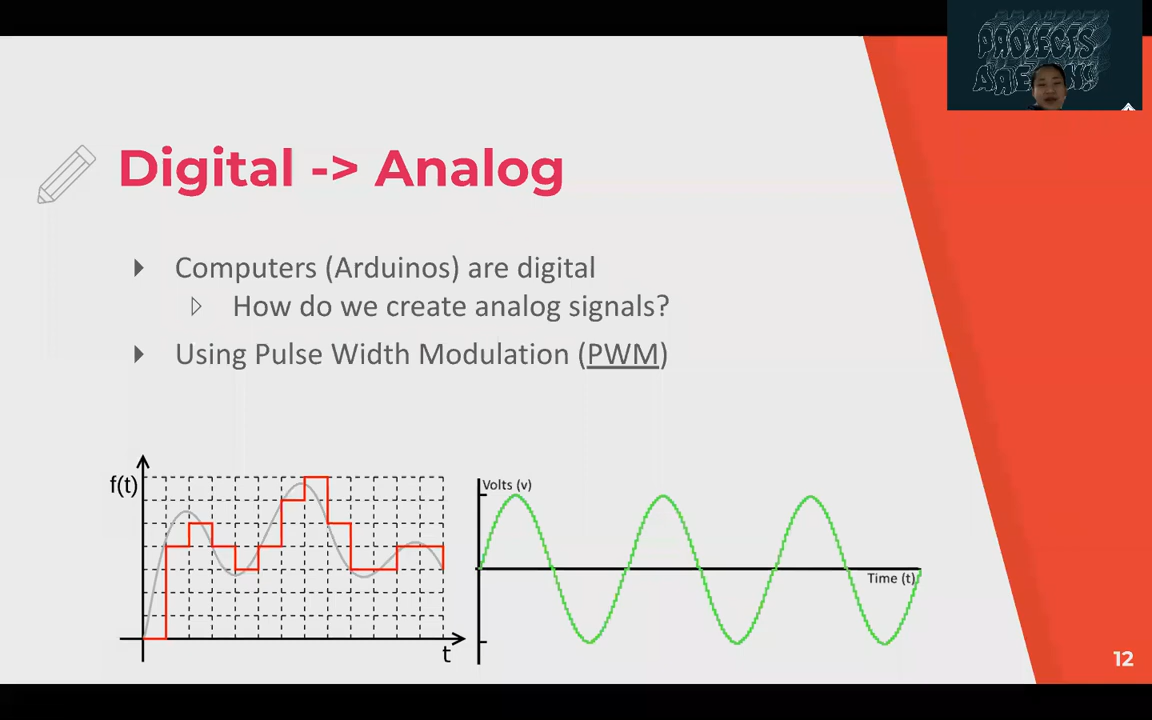 PROJECTS
Digital -> Analog
Computers (Arduinos) are digital
How do we create analog signals?
Using Pulse Width Modulation (PWM)
f(t)
t
Volts (v)
Time (t)
12